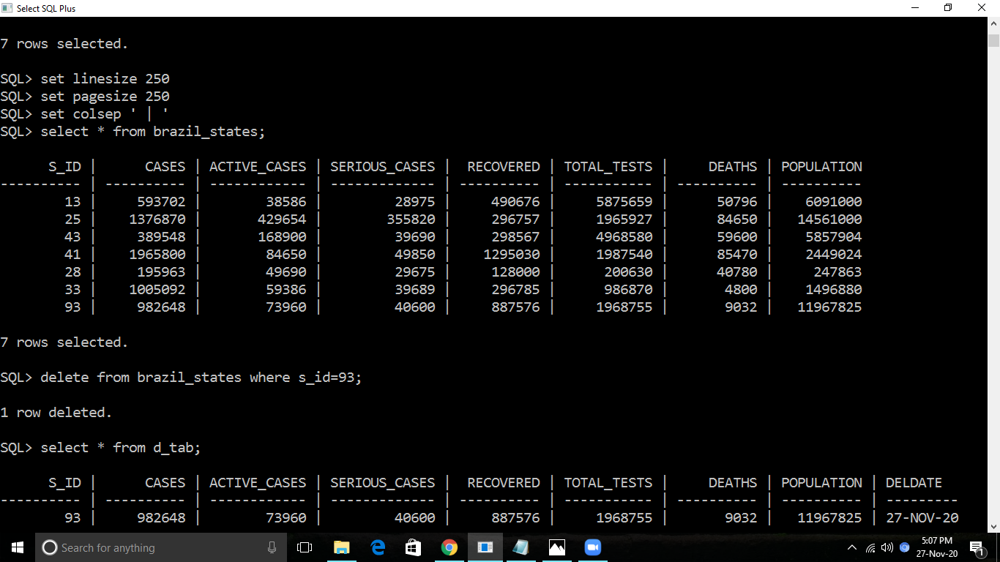 Select SQL Plus
7 rows selected.
SQL> set linesize 250
SQL> set pagesize 250
SQL> set colsep ' | '
SQL> select * from brazil_states;
S_ID | CASES | ACTIVE_CASES | SERIOUS_CASES | RECOVERED | TOTAL_TESTS | DEATHS | POPULATION
---------- | ---------- | ------------ | ------------- | ---------- | ----------- | ---------- | ----------
13 | 593702 | 38586 | 28975 | 490676 | 5875659 | 50796 | 6091000
25 | 1376870 | 429654 | 355820 | 296757 | 1965927 | 84650 | 14561000
43 | 389548 | 168900 | 39690 | 298567 | 4968580 | 59600 | 5857904
41 | 1965800 | 84650 | 49850 | 1295030 | 1987540 | 85470 | 2449024
28 | 195963 | 49690 | 29675 | 128000 | 200630 | 40780 | 247863
33 | 1005092 | 59386 | 39689 | 296785 | 986870 | 4800 | 1496880
93 | 982648 | 73960 | 40600 | 887576 | 1968755 | 9032 | 11967825
7 rows selected.
SQL> delete from brazil_states where s_id=93;
1 row deleted.
SQL> select * from d_tab;
S_ID | CASES | ACTIVE_CASES | SERIOUS_CASES | RECOVERED | TOTAL_TESTS | DEATHS | POPULATION | DELDATE
---------- | ---------- | ------------ | ------------- | ---------- | ----------- | ---------- | ---------- | ---------
93 | 982648 | 73960 | 40600 | 887576 | 1968755 | 9032 | 11967825 | 27-NOV-20
Search for anything
5:07 PM
27-Nov-20
1